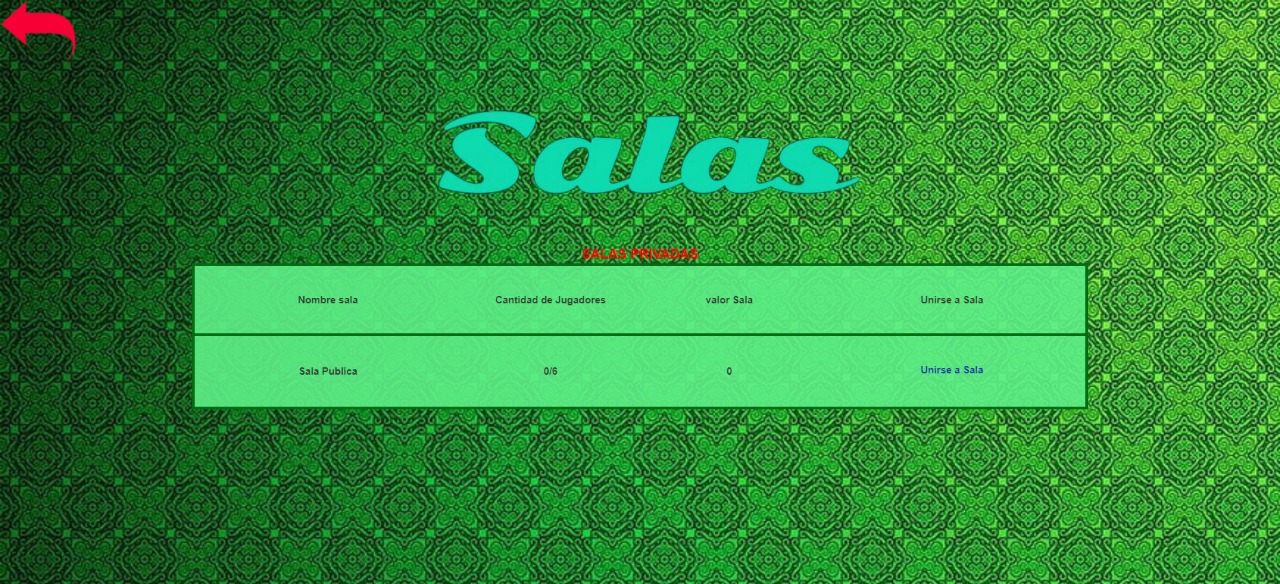 Salas
SALAS PRIVADAS
Nombre sala Cantidad de Jugadores valor Sala Unirse a Sala
Sala Publica 0/6 0 Unirse a Sala